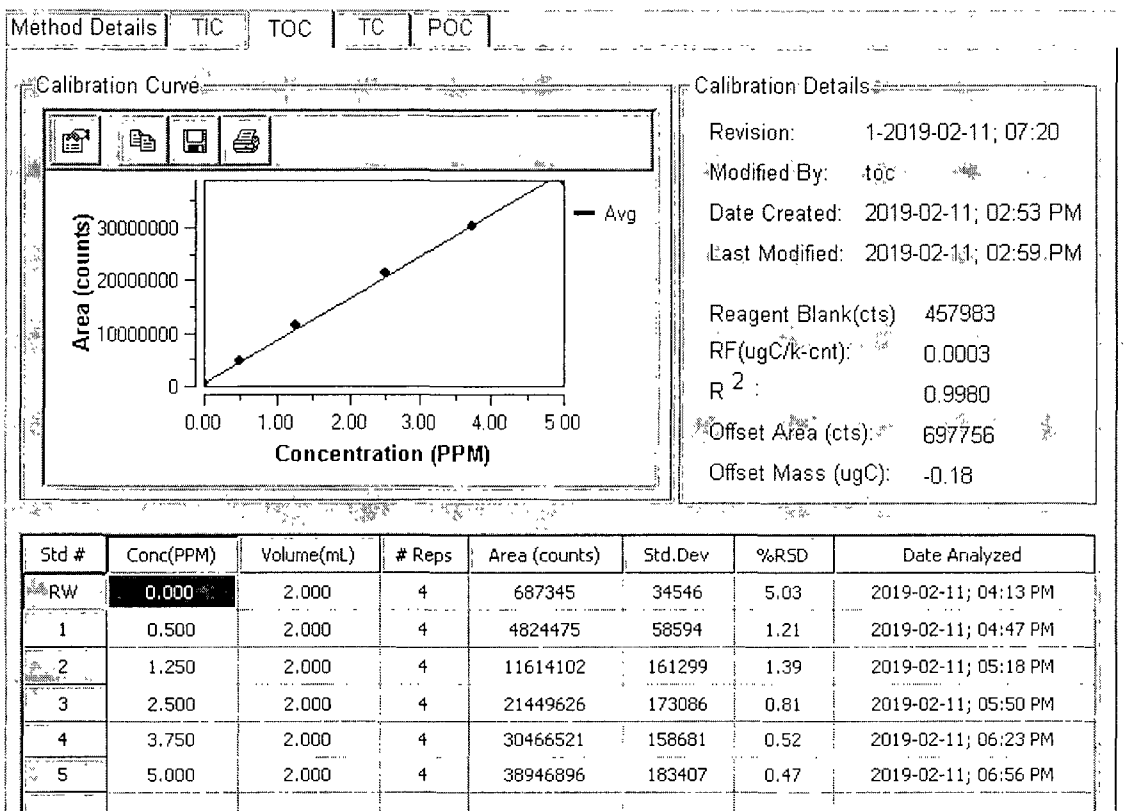 Method Details TIC TOC TC POC
Calibration Curve
Avg
Area (counts)
30000000
20000000
10000000
0
0.00 1.00 2.00 3.00 4.00 5.00
Concentration (PPM)
Calibration Details
Revision: 1-2019-02-11; 07:20
Modified By: toc
Date Created: 2019-02-11; 02:53 PM
Last Modified: 2019-02-11; 02:59 PM
Reagent Blank(cts) 457983
RF(ugC/k-cnt): 0.0003
R 2 : 0.9980
Offset Area (cts): 697756
Offset Mass (ugC): -0.18
Std # Conc(PPM) Volume(mL) # Reps Area (counts) Std.Dev %RSD Date Analyzed
RW 0.000 2.000 4 687345 34546 5.03 2019-02-11; 04:13 PM
1 0.500 2.000 4 4824475 58594 1.21 2019-02-11; 04:47 PM
2 1.250 2.000 4 11614102 161299 1.39 2019-02-11; 05:18 PM
3 2.500 2.000 4 21449626 173086 0.81 2019-02-11; 05:50 PM
4 3.750 2.000 4 30466521 158681 0.52 2019-02-11; 06:23 PM
5 5.000 2.000 4 38946896 183407 0.47 2019-02-11; 06:56 PM